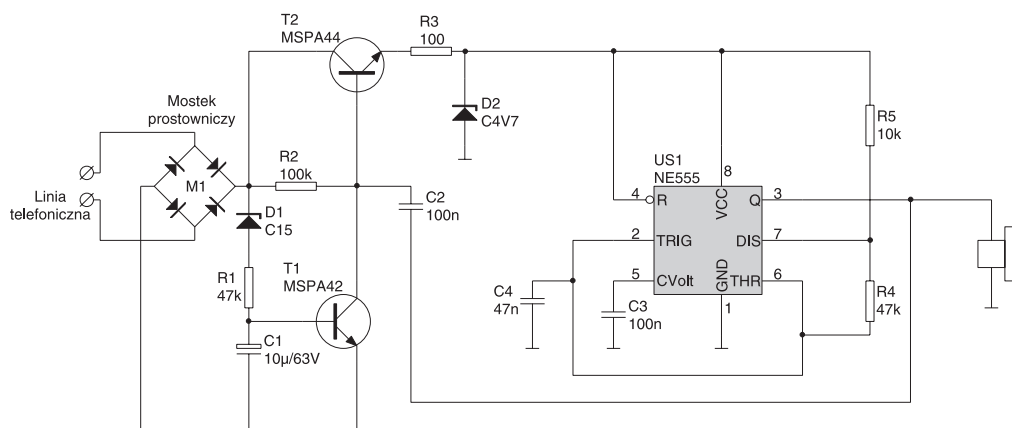 T2
MSPA44
R3
100
Mostek
prostowniczy
D2
C4V7
R5
10k
US1
NE555
R2
100k
M1
Linia
telefoniczna
C2
100n
D1
C15
8
4
R
VCC
Q
3
2
TRIG
DIS
7
5
CVolt
GND
THR
6
1
R1
47k
T1
MSPA42
C4
47n
C3
100n
R4
47k
C1
10µ/63V